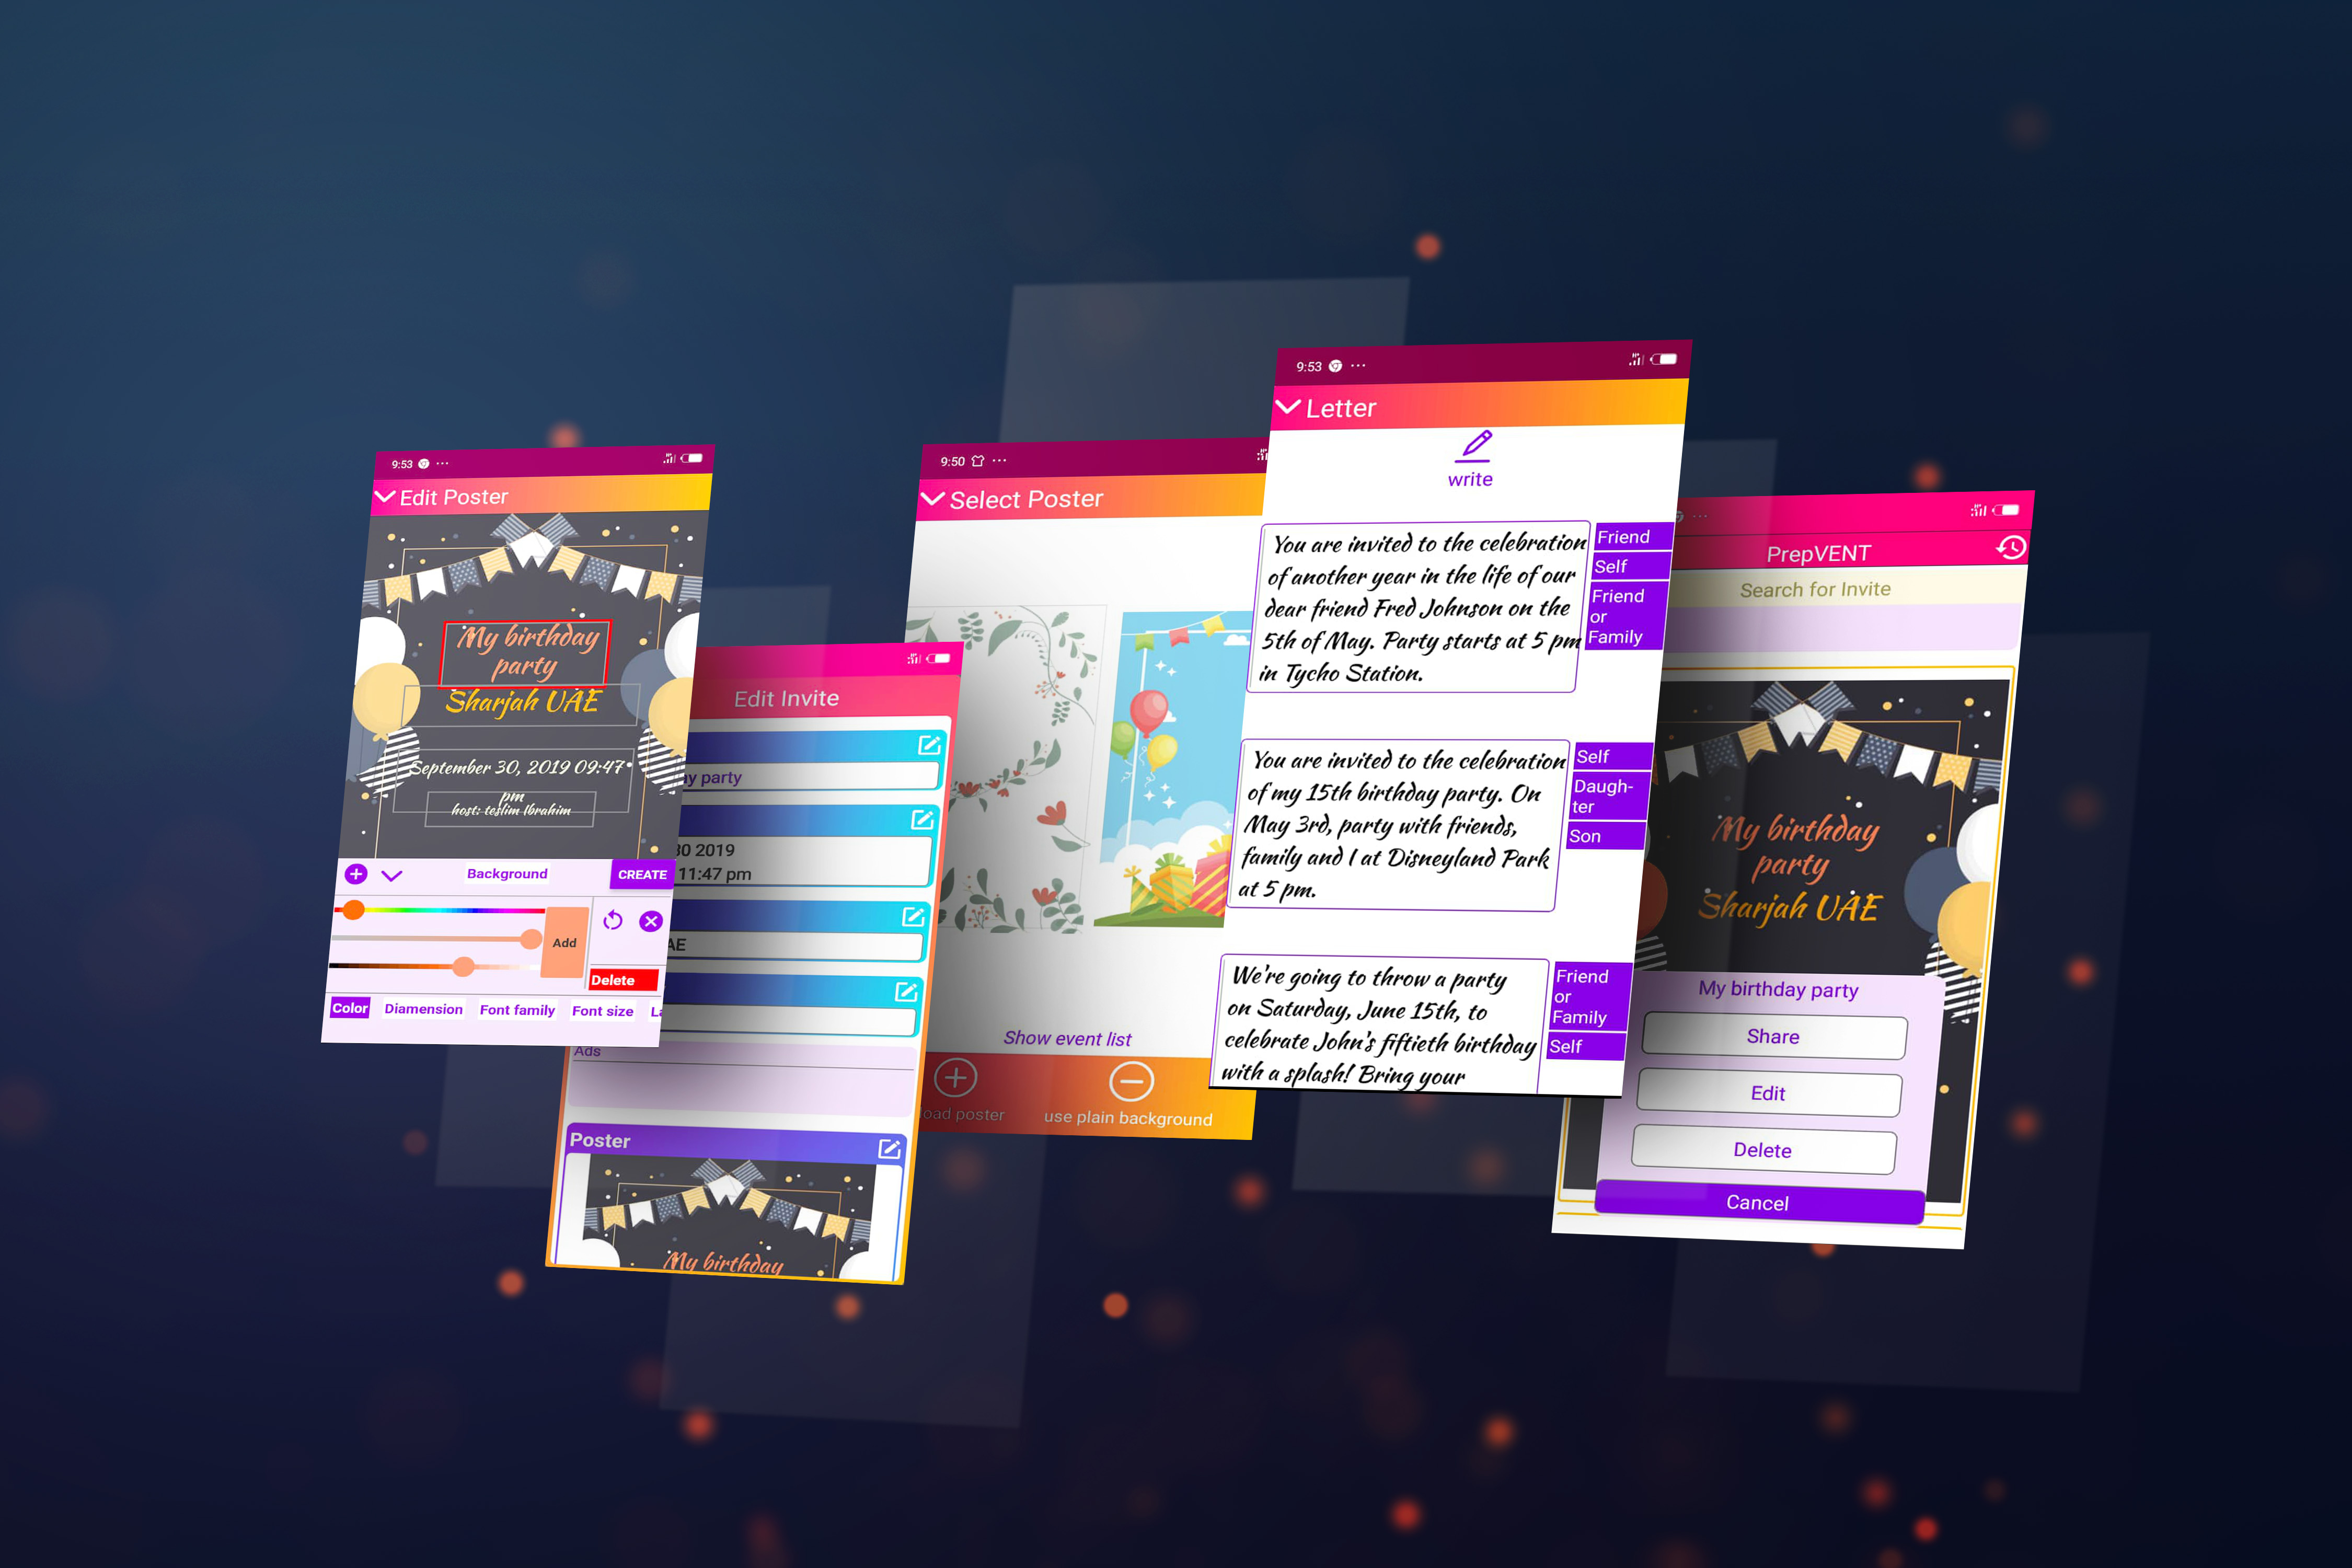 9:53
Edit Poster
My birthday
party
Sharjah UAE
September 30, 2019 09:47
pm
host: teslim Ibrahim
Background
CREATE
Add
Delete
Color
Diamension
Font family
Font size
Edit Invite
party
30 2019
11:47 pm
AE
Ads
Poster
My birthday
9:50
Select Poster
Show event list
oad poster
use plain background
9:53
Letter
write
You are invited to the celebration
of another year in the life of our
dear friend Fred Johnson on the
5th of May. Party starts at 5 pm
in Tycho Station.
Friend
Self
Friend
or
Family
You are invited to the celebration
of my 15th birthday party. On
May 3rd, party with friends,
family and I at Disneyland Park
at 5 pm.
Self
Daugh-
ter
Son
We're going to throw a party
on Saturday, June 15th, to
celebrate John's fiftieth birthday
with a splash! Bring your
Friend
or
Family
Self
PrepVENT
Search for Invite
My birthday
party
Sharjah UAE
My birthday party
Share
Edit
Delete
Cancel